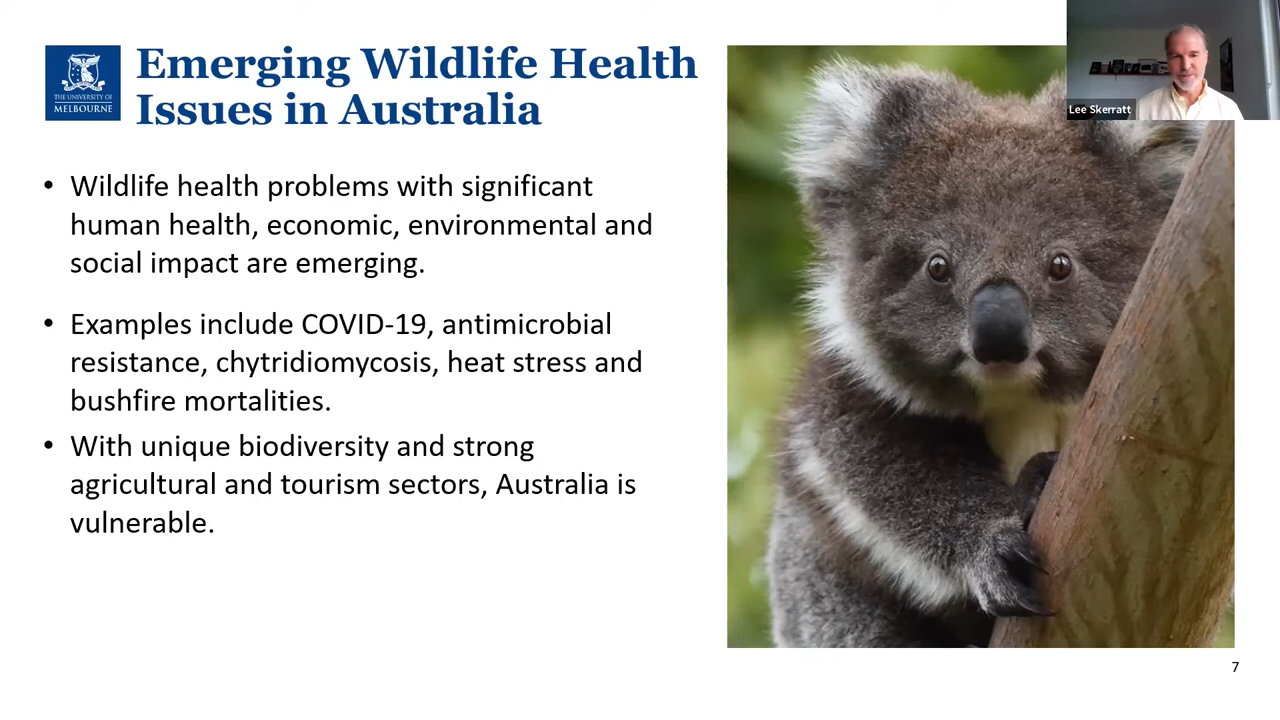 THE UNIVERSITY OF
MELBOURNE
Emerging Wildlife Health
Issues in Australia
Lee Skerratt
• Wildlife health problems with significant
human health, economic, environmental and
social impact are emerging.
• Examples include COVID-19, antimicrobial
resistance, chytridiomycosis, heat stress and
bushfire mortalities.
• With unique biodiversity and strong
agricultural and tourism sectors, Australia is
vulnerable.
7